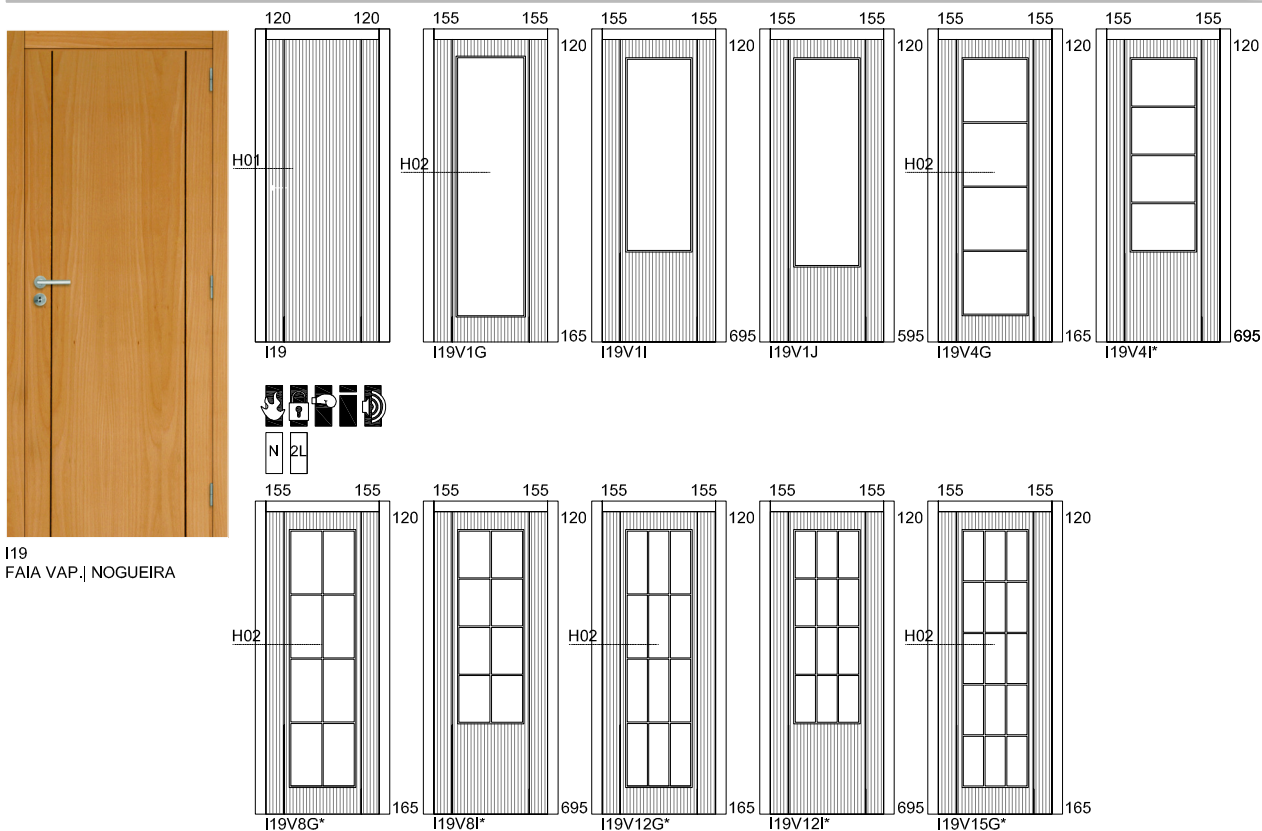 120 120 155 155 155 155 155 155 155 155 155 155
120 120 120 120 120
H01 H02 H02
165 695 595 165 695
I19 I19V1G I19V1I I19V1J I19V4G I19V4I*
N 2L
155 155 155 155 155 155 155 155 155 155
120 120 120 120 120
I19
FAIA VAP.| NOGUEIRA
H02 H02 H02
165 695 165 695 165
I19V8G* I19V8I* I19V12G* I19V12I* I19V15G*